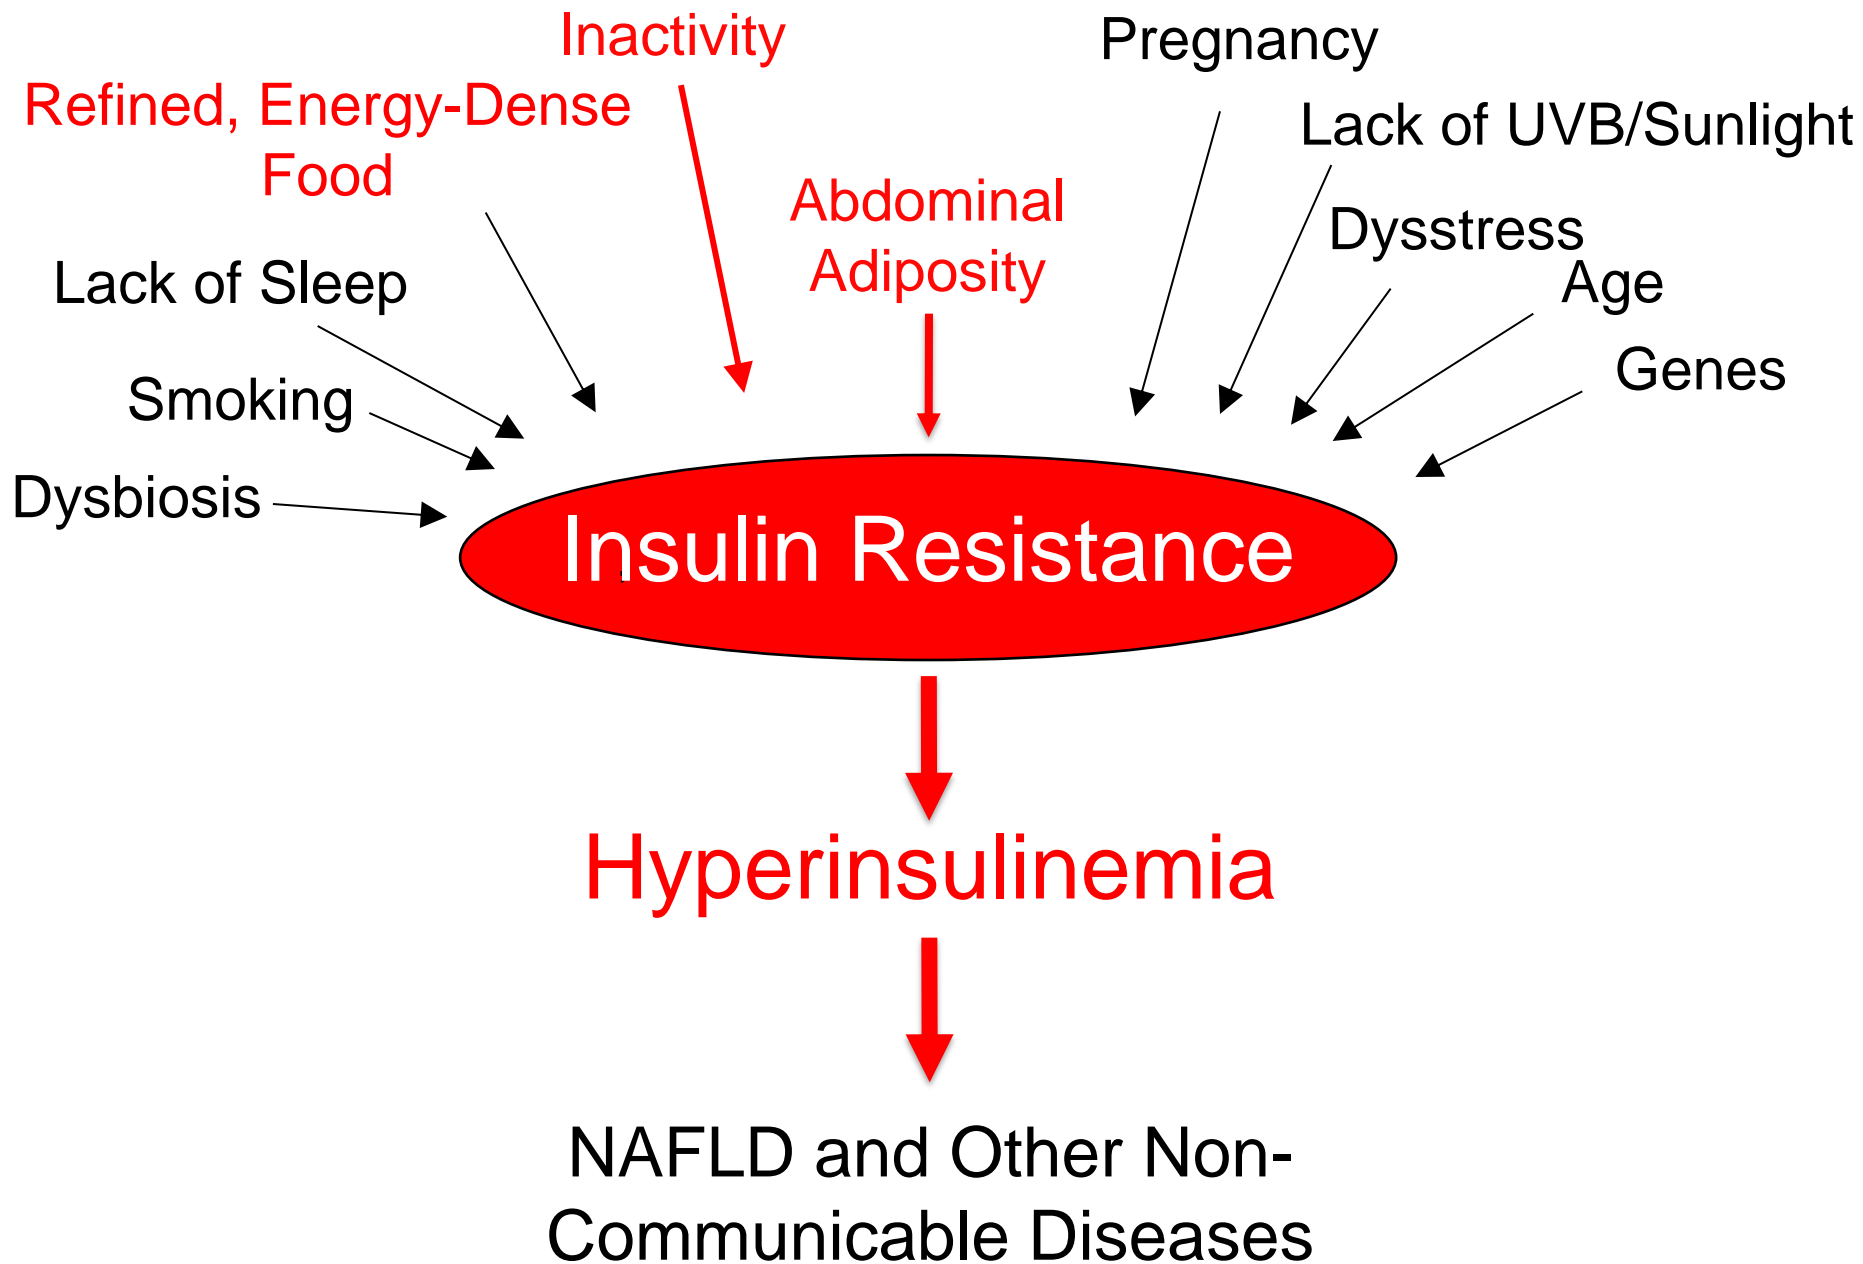 Inactivity
Pregnancy
Refined, Energy-Dense
Food
Lack of UVB/Sunlight
Abdominal
Adiposity
Dysstress
Lack of Sleep
Age
Smoking
Genes
Dysbiosis
Insulin Resistance
Hyperinsulinemia
NAFLD and Other Non-
Communicable Diseases